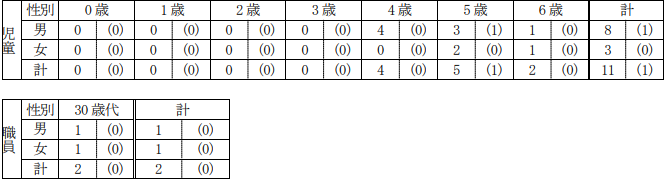 児童
性別 0歳 1歳 2歳 3歳 4歳 5歳 6歳 計
男 0 (0) 0 (0) 0 (0) 0 (0) 4 (0) 3 (1) 1 (0) 8 (1)
女 0 (0) 0 (0) 0 (0) 0 (0) 0 (0) 2 (0) 1 (0) 3 (0)
計 0 (0) 0 (0) 0 (0) 0 (0) 4 (0) 5 (1) 2 (0) 11 (1)
職員
性別 30歳代 計
男 1 (0) 1 (0)
女 1 (0) 1 (0)
計 2 (0) 2 (0)